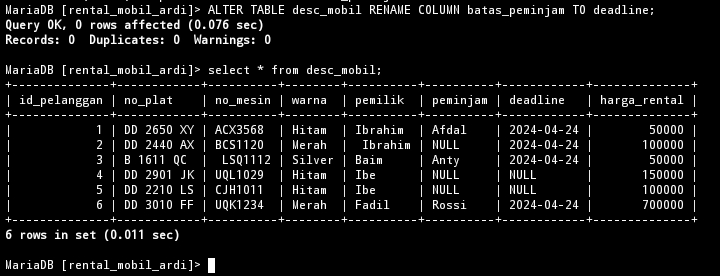 MariaDB [rental_mobil_ardi]> ALTER TABLE desc_mobil RENAME COLUMN batas_peminjam TO deadline;
Query OK, 0 rows affected (0.076 sec)
Records: 0  Duplicates: 0  Warnings: 0

MariaDB [rental_mobil_ardi]> select * from desc_mobil;
+--------------+------------+----------+--------+----------+----------+------------+--------------+
| id_pelanggan | no_plat    | no_mesin | warna  | pemilik  | peminjam | deadline   | harga_rental |
+--------------+------------+----------+--------+----------+----------+------------+--------------+
|            1 | DD 2650 XY | ACX3568  | Hitam  | Ibrahim  | Afdal    | 2024-04-24 |        50000 |
|            2 | DD 2440 AX | BCS1120  | Merah  |  Ibrahim | NULL     | 2024-04-24 |       100000 |
|            3 | B 1611 QC  |  LSQ1112 | Silver | Baim     | Anty     | 2024-04-24 |        50000 |
|            4 | DD 2901 JK | UQL1029  | Hitam  | Ibe      | NULL     | NULL       |       150000 |
|            5 | DD 2210 LS | CJH1011  | Hitam  | Ibe      | NULL     | NULL       |       100000 |
|            6 | DD 3010 FF | UQK1234  | Merah  | Fadil    | Rossi    | 2024-04-24 |       700000 |
+--------------+------------+----------+--------+----------+----------+------------+--------------+
6 rows in set (0.011 sec)

MariaDB [rental_mobil_ardi]>